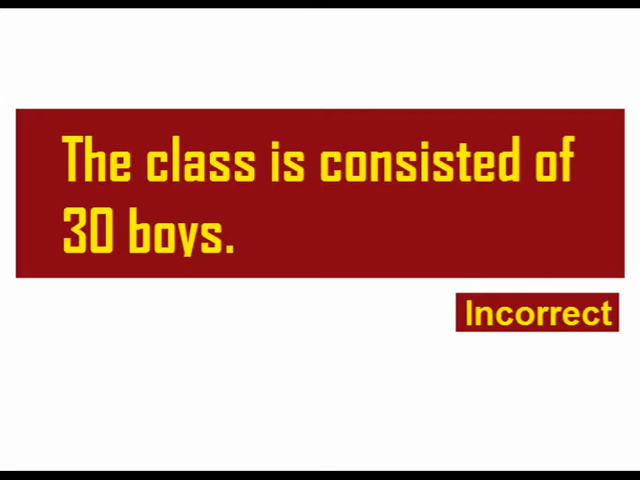 The class is consisted of
30 boys.
Incorrect